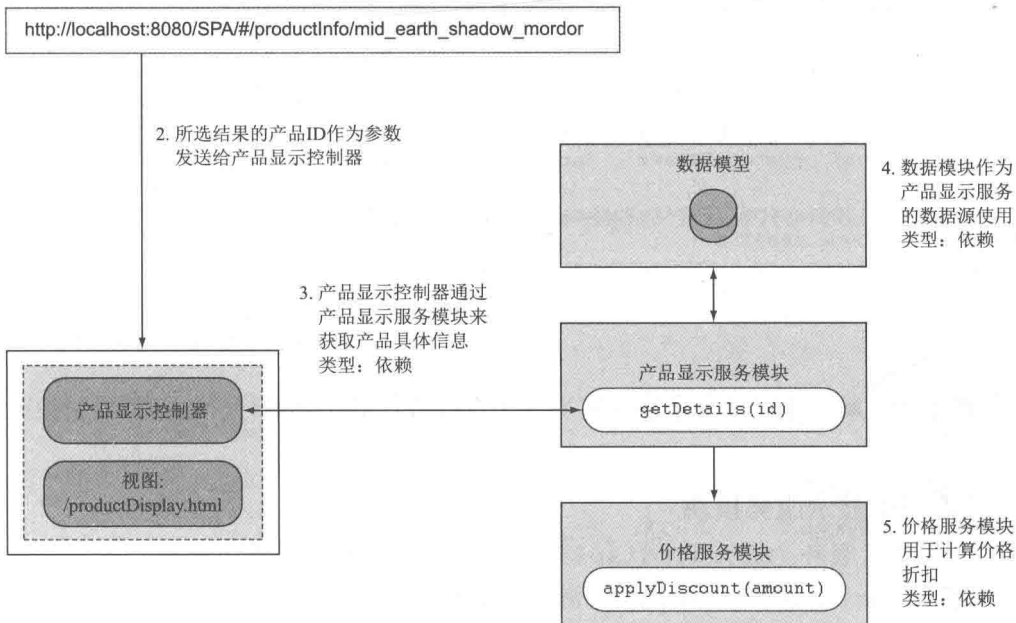 http://localhost:8080/SPA/#/productInfo/mid_earth_shadow_mordor
2. 所选结果的产品ID作为参数
发送给产品显示控制器
数据模型
4. 数据模块作为
产品显示服务
的数据源使用
类型：依赖
3. 产品显示控制器通过
产品显示服务模块来
获取产品具体信息
类型：依赖
产品显示服务模块
getDetails(id)
产品显示控制器
视图:
/productDisplay.html
价格服务模块
applyDiscount(amount)
5. 价格服务模块
用于计算价格
折扣
类型：依赖